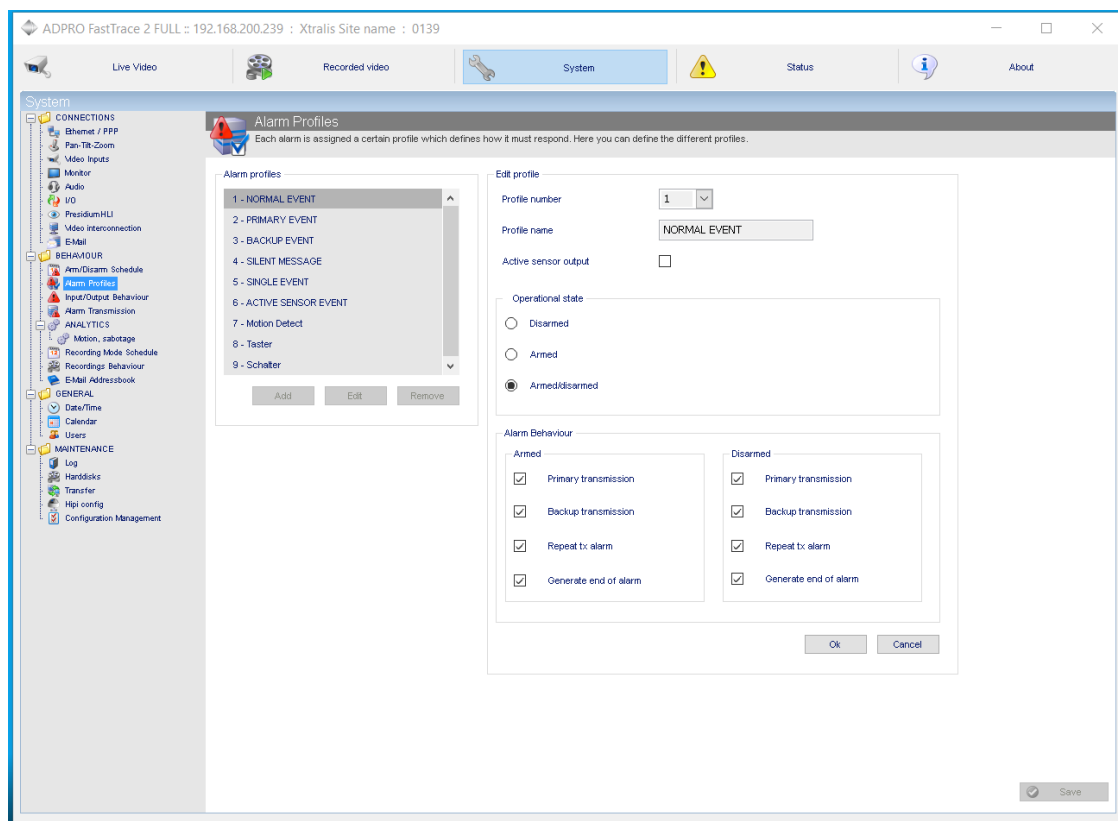 ADPRO FastTrace 2 FULL :: 192.168.200.239 : Xtralis Site name : 0139
Live Video
Recorded video
System
Status
About
System
CONNECTIONS
Ethernet / PPP
Pan-Tilt-Zoom
Video Inputs
Monitor
Audio
I/O
PresidiumHLI
Video interconnection
E-Mail
BEHAVIOUR
Arm/Disarm Schedule
Alarm Profiles
Input/Output Behaviour
Alarm Transmission
ANALYTICS
Motion, sabotage
Recording Mode Schedule
Recordings Behaviour
E-Mail Addressbook
GENERAL
Date/Time
Calendar
Users
MAINTENANCE
Log
Harddisks
Transfer
Hipi config
Configuration Management
Alarm Profiles
Each alarm is assigned a certain profile which defines how it must respond. Here you can define the different profiles.
Alarm profiles
1 - NORMAL EVENT
2 - PRIMARY EVENT
3 - BACKUP EVENT
4 - SILENT MESSAGE
5 - SINGLE EVENT
6 - ACTIVE SENSOR EVENT
7 - Motion Detect
8 - Taster
9 - Schalter
Add
Edit
Remove
Edit profile
Profile number
1
Profile name
NORMAL EVENT
Active sensor output
Operational state
Disarmed
Armed
Armed/disarmed
Alarm Behaviour
Armed
Primary transmission
Backup transmission
Repeat tx alarm
Generate end of alarm
Disarmed
Primary transmission
Backup transmission
Repeat tx alarm
Generate end of alarm
Ok
Cancel
Save